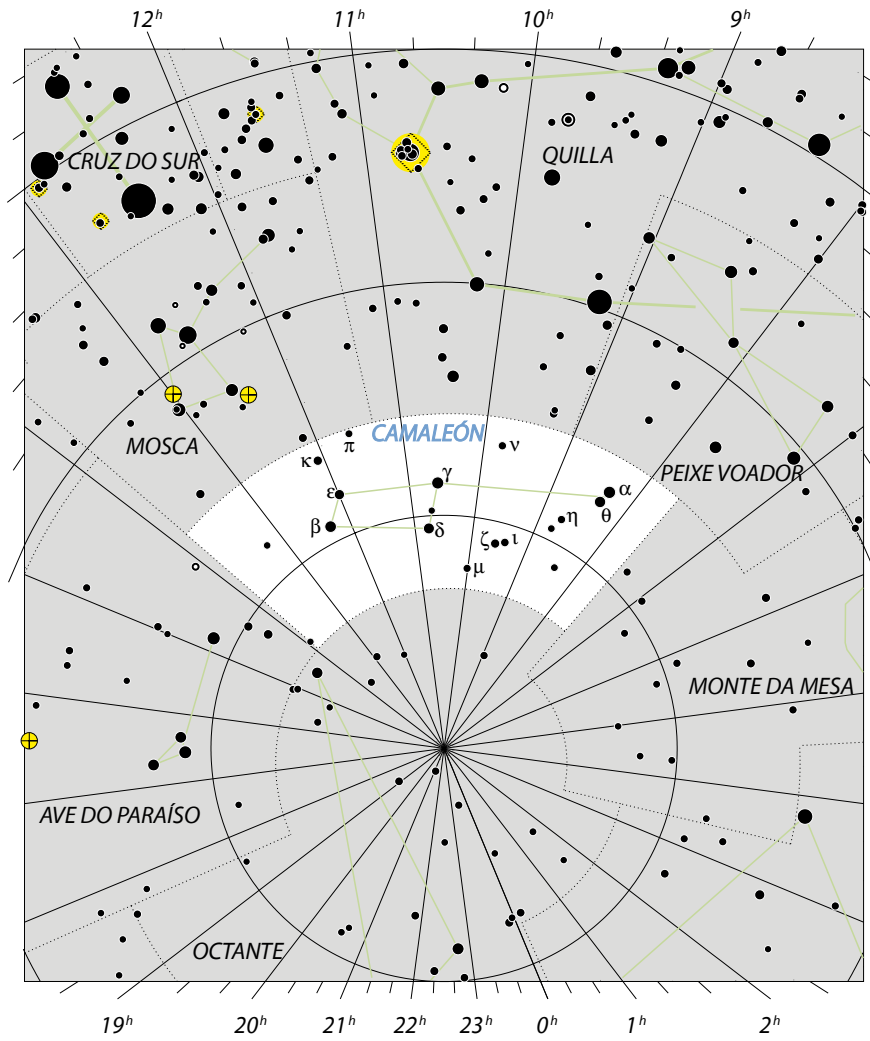 12h 11h 10h 9h
CRUZ DO SUR QUILLA
π CAMALEÓN ν
MOSCA κ PEIXE VOADOR
γ
ε α
β δ θ η
ζ ι
μ
MONTE DA MESA
AVE DO PARAÍSO
OCTANTE
19h 20h 21h 22h 23h 0h 1h 2h